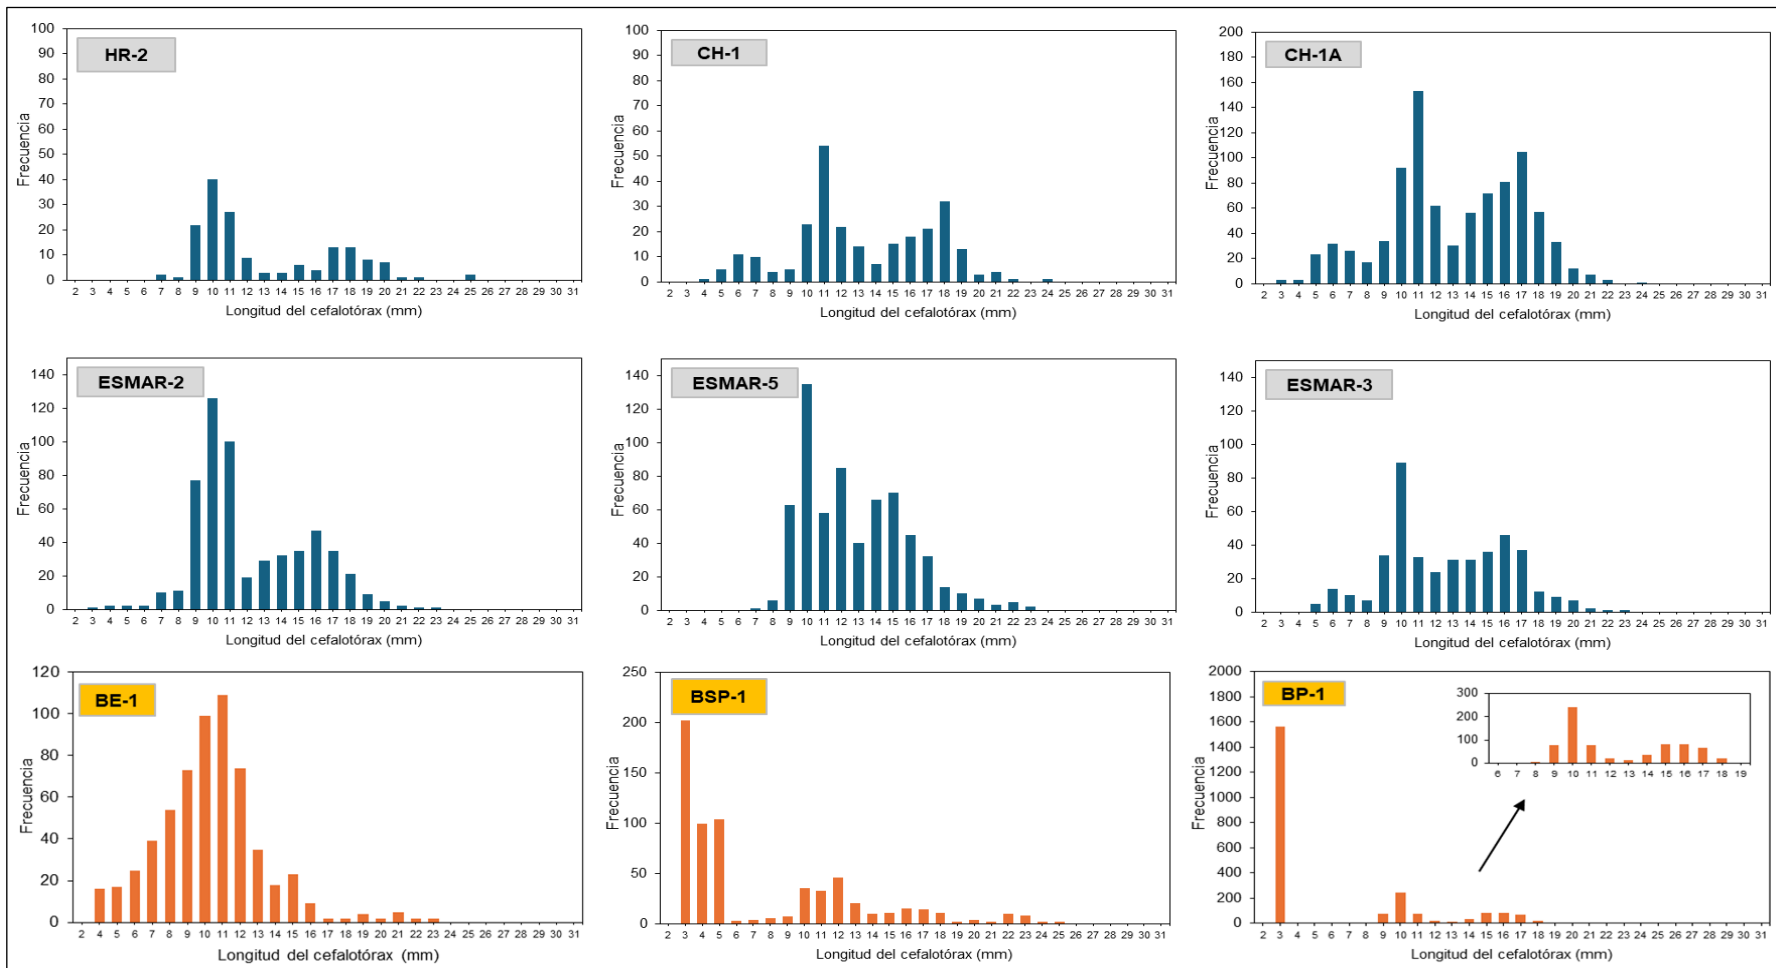 HR-2
Frecuencia
100
90
80
70
60
50
40
30
20
10
0
2 3 4 5 6 7 8 9 10 11 12 13 14 15 16 17 18 19 20 21 22 24 25 26 27 28 29 30 31
Longitud del cefalotórax (mm)
CH-1
Frecuencia
100
90
80
70
60
50
40
30
20
10
0
2 3 4 5 6 7 8 9 10 11 12 13 14 15 16 17 18 19 20 21 22 24 25 26 27 28 29 30 31
Longitud del cefalotórax (mm)
CH-1A
Frecuencia
200
180
160
140
120
100
80
60
40
20
0
2 3 4 5 6 7 8 9 10 11 12 13 14 15 16 17 18 19 20 21 22 24 25 26 27 28 29 30 31
Longitud del cefalotórax (mm)
ESMAR-2
Frecuencia
140
120
100
80
60
40
20
0
2 3 4 5 6 7 8 9 10 11 12 13 14 15 16 17 18 19 20 21 22 23 24 25 26 27 28 29 30 31
Longitud del cefalotórax (mm)
ESMAR-5
Frecuencia
140
120
100
80
60
40
20
0
2 3 4 5 6 7 8 9 10 11 12 13 14 15 16 17 18 19 20 21 22 23 24 25 26 27 28 29 30 31
Longitud del cefalotórax (mm)
ESMAR-3
Frecuencia
140
120
100
80
60
40
20
0
2 3 4 5 6 7 8 9 10 11 12 13 14 15 16 17 18 19 20 21 22 23 24 25 26 27 28 29 30 31
Longitud del cefalotórax (mm)
BE-1
Frecuencia
120
100
80
60
40
20
0
2 4 5 6 7 8 9 10 11 12 13 14 15 16 17 18 19 20 21 22 23 24 25 26 27 28 29 30 31
Longitud del cefalotórax (mm)
BSP-1
Frecuencia
250
200
150
100
50
0
2 3 4 5 6 7 8 9 10 11 12 13 14 15 16 17 18 19 20 21 22 23 24 25 26 27 28 29 30 31
Longitud del cefalotórax (mm)
BP-1
Frecuencia
2000
1800
1600
1400
1200
1000
800
600
400
200
0
2 3 4 5 6 7 8 9 10 11 12 13 14 15 16 17 18 19 20 21 22 23 24 25 26 27 28 29 30 31
Longitud del cefalotórax (mm)
300
200
100
0
6 7 8 9 10 11 12 13 14 15 16 17 18 19